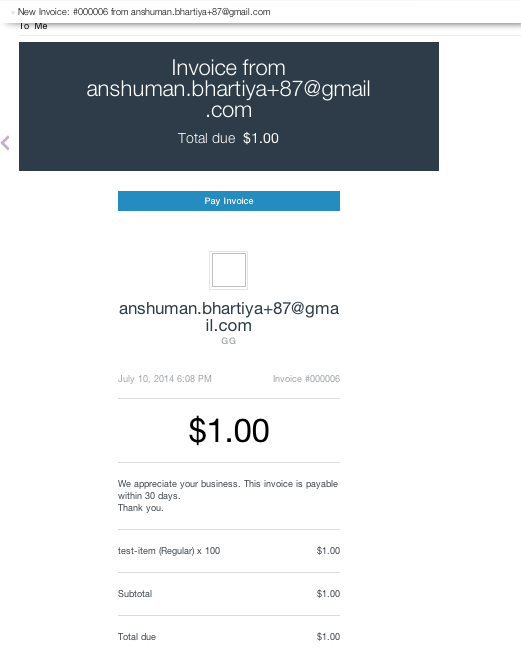 New Invoice: #000006 from anshuman.bhartiya+87@gmail.com
To Me
Invoice from
anshuman.bhartiya+87@gmail
.com
Total due $1.00
Pay Invoice
anshuman.bhartiya+87@gma
il.com
GG
July 10, 2014 6:08 PM Invoice #000006
$1.00
We appreciate your business. This invoice is payable
within 30 days.
Thank you.
test-item (Regular) x 100 $1.00
Subtotal $1.00
Total due $1.00